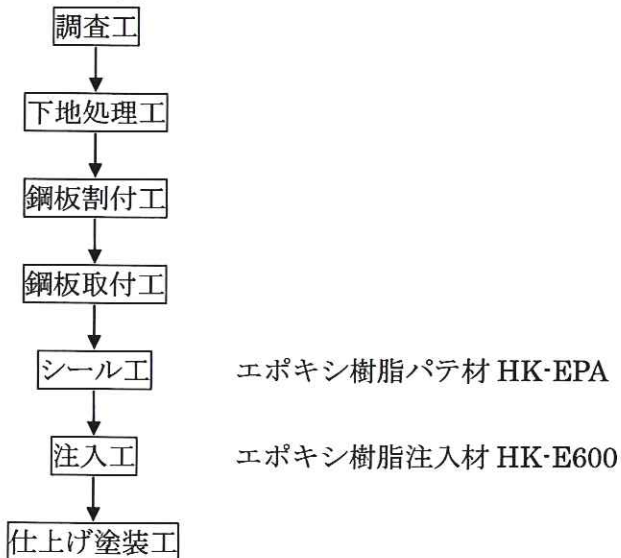 調査工
下地処理工
鋼板割付工
鋼板取付工
シール工 エポキシ樹脂パテ材 HK-EPA
注入工 エポキシ樹脂注入材 HK-E600
仕上げ塗装工